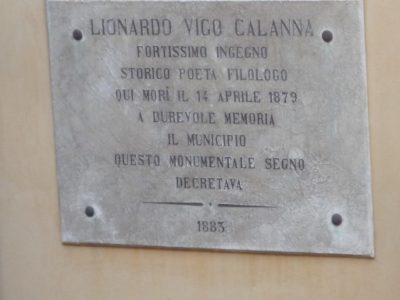 LIONARDO VIGO CALANNA
FORTISSIMO INGEGNO
STORICO POETA FILOLOGO
QUI MORÌ IL 14 APRILE 1879
A DUREVOLE MEMORIA
IL MUNICIPIO
QUESTO MONUMENTALE SEGNO
DECRETAVA
1883